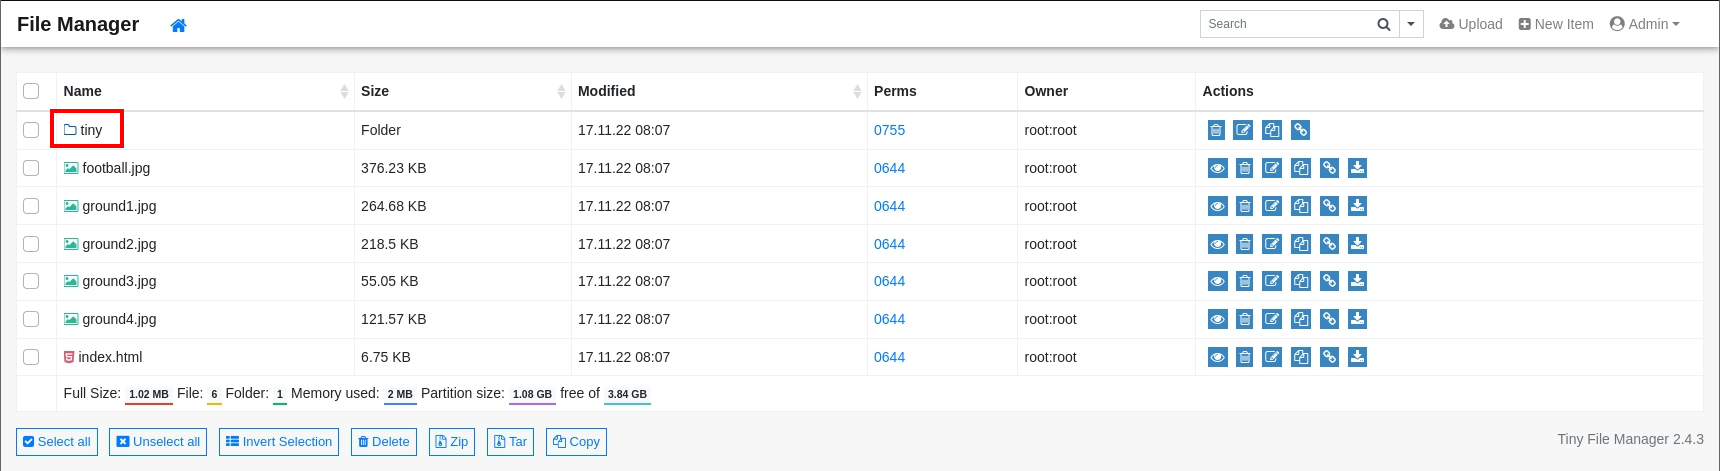 File Manager Search Upload New Item Admin
Name Size Modified Perms Owner Actions
tiny Folder 17.11.22 08:07 0755 root:root
football.jpg 376.23 KB 17.11.22 08:07 0644 root:root
ground1.jpg 264.68 KB 17.11.22 08:07 0644 root:root
ground2.jpg 218.5 KB 17.11.22 08:07 0644 root:root
ground3.jpg 55.05 KB 17.11.22 08:07 0644 root:root
ground4.jpg 121.57 KB 17.11.22 08:07 0644 root:root
index.html 6.75 KB 17.11.22 08:07 0644 root:root
Full Size: 1.02 MB File: 6 Folder: 1 Memory used: 2 MB Partition size: 1.08 GB free of 3.84 GB
Select all Unselect all Invert Selection Delete Zip Tar Copy Tiny File Manager 2.4.3